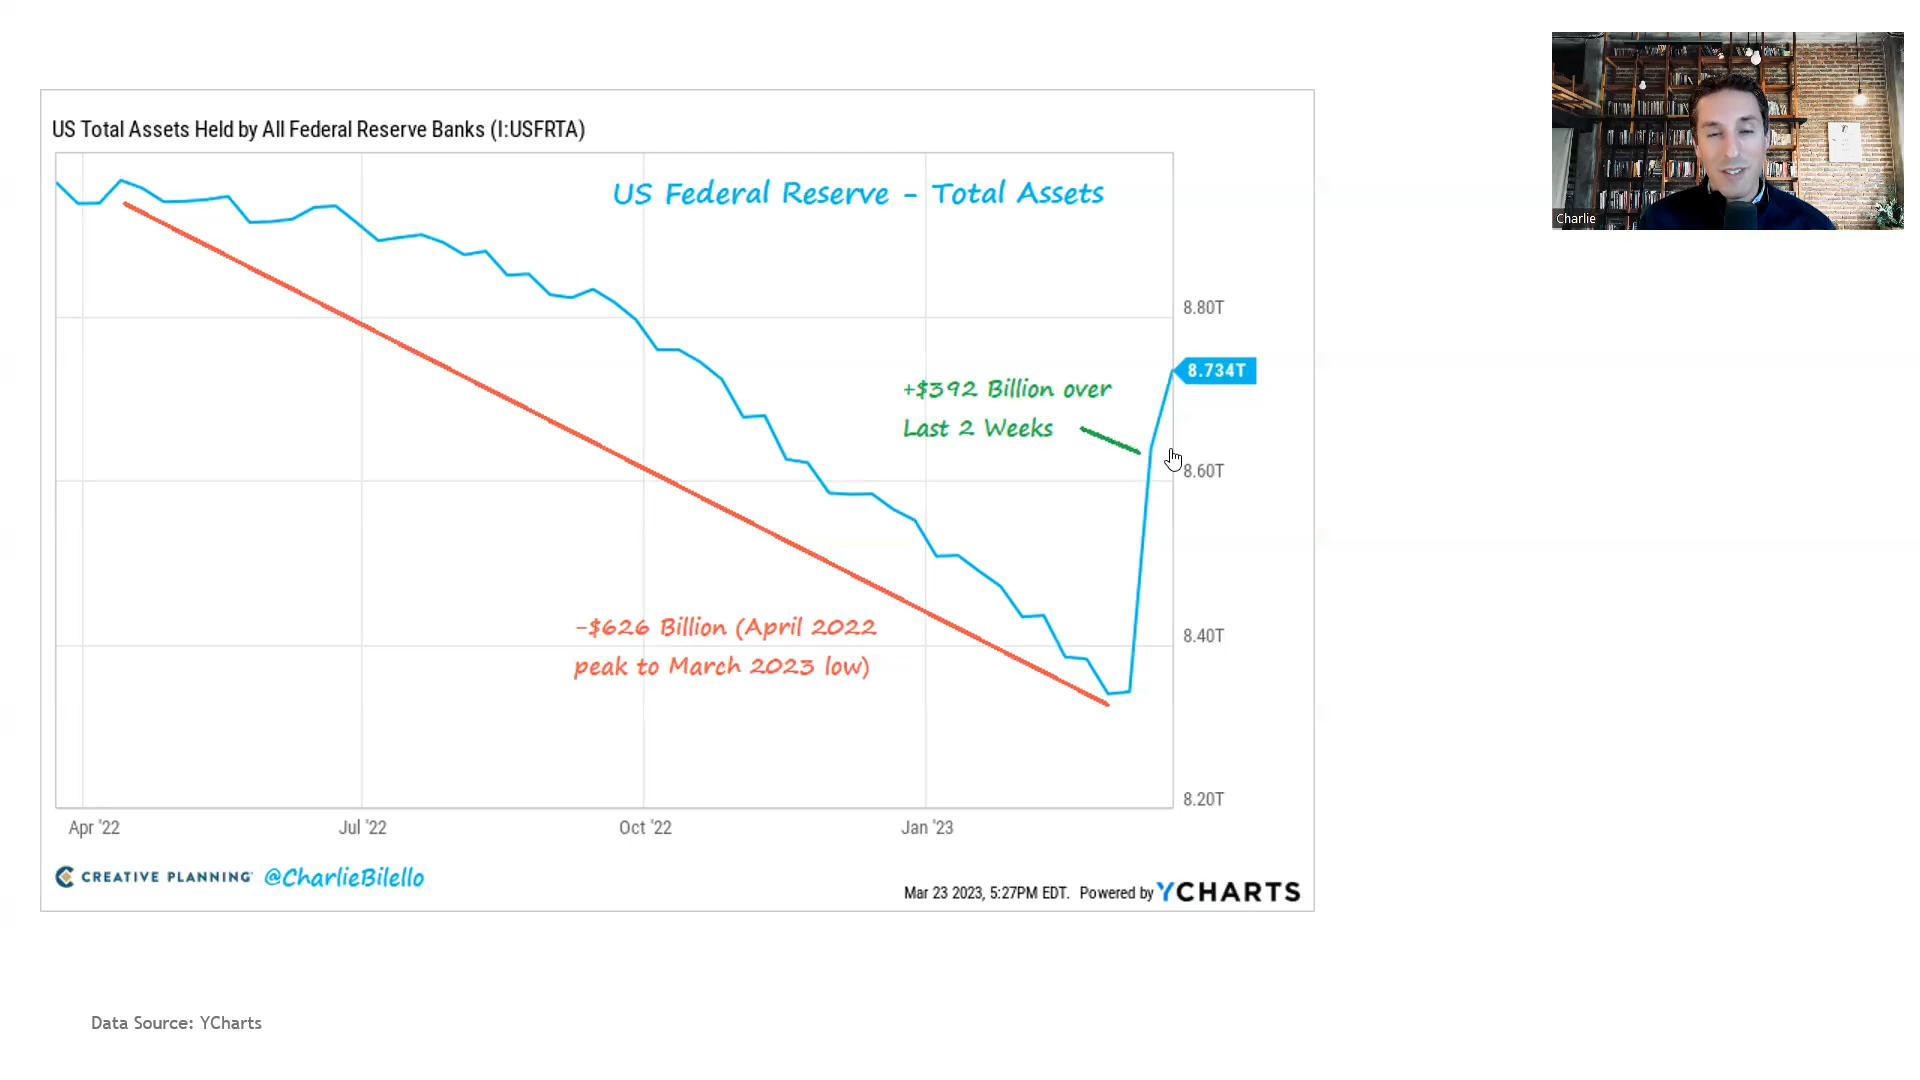 Charlie
US Total Assets Held by All Federal Reserve Banks (I:USFRTA)
US Federal Reserve - Total Assets
8.80T
8.734T
+$392 Billion over
Last 2 Weeks
8.60T
-$626 Billion (April 2022
peak to March 2023 low)
8.40T
8.20T
Apr '22 Jul '22 Oct '22 Jan '23
CREATIVE PLANNING @CharlieBilello
Mar 23 2023, 5:27PM EDT. Powered by YCHARTS
Data Source: YCharts